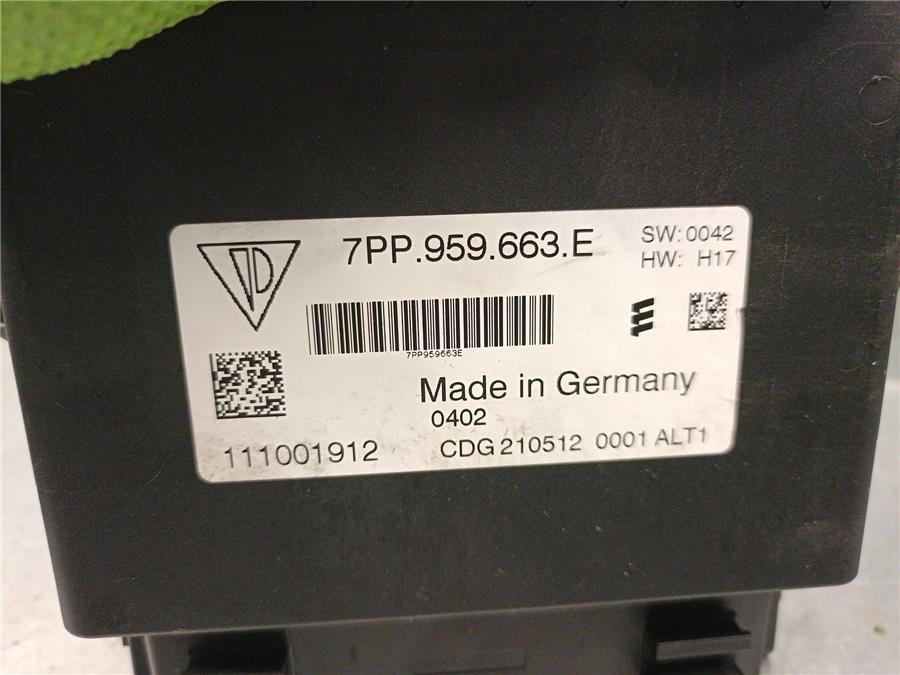 7PP.959.663.E
SW: 0042
HW: H17
7PP959663E
Made in Germany
0402
111001912
CDG 210512 0001 ALT1